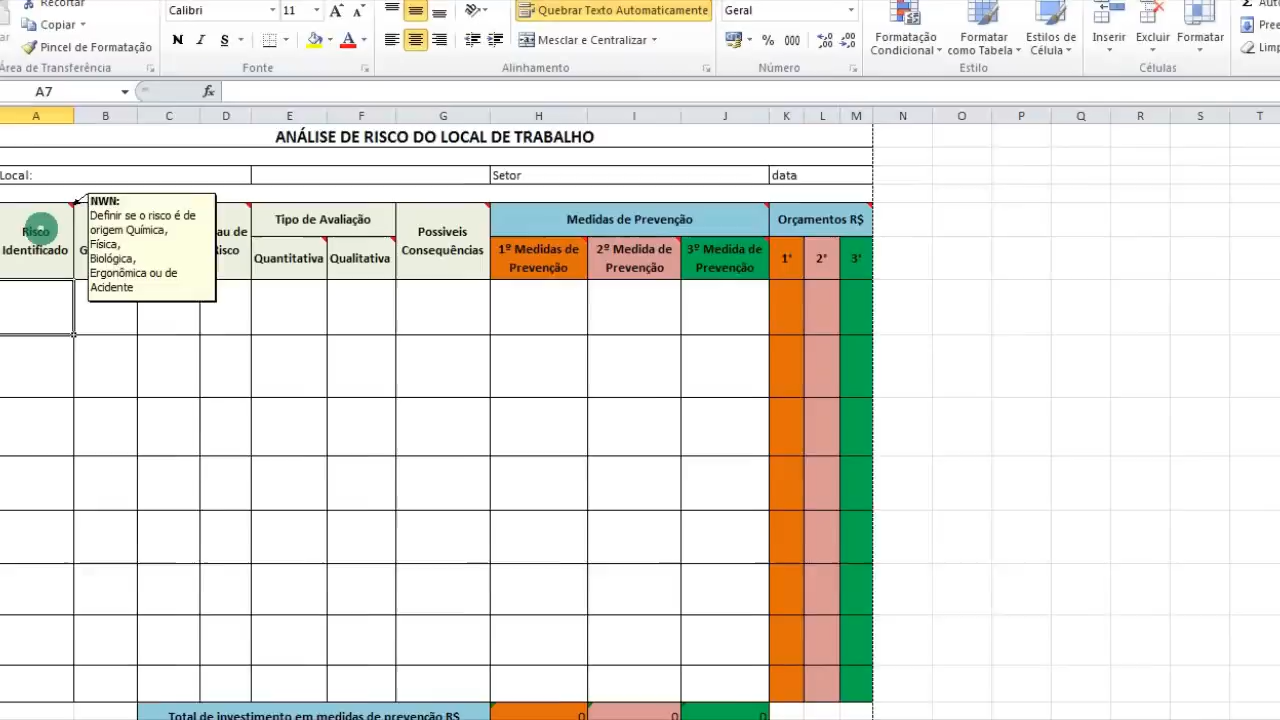 Recortar
Calibri 11 A A Quebrar Texto Automaticamente Geral
Copiar
Pincel de Formatação N I S A Mesclar e Centralizar % 000 Formatação Condicional Formatar como Tabela Estilos de Célula Inserir Excluir Formatar
Área de Transferência Fonte Alinhamento Número Estilo Células
A7 fx
A B C D E F G H I J K L M N O P Q R S T
ANÁLISE DE RISCO DO LOCAL DE TRABALHO
Local: Setor data
NWN:
Definir se o risco é de
origem Química,
Física,
Biológica,
Ergonômica ou de
Acidente
Risco
Identificado
Tipo de Avaliação
Quantitativa Qualitativa
Possiveis
Consequências
Medidas de Prevenção
1º Medidas de
Prevenção
2º Medida de
Prevenção
3º Medida de
Prevenção
Orçamentos R$
1° 2° 3°
Total de investimento em medidas de prevenção R$ 0 0 0